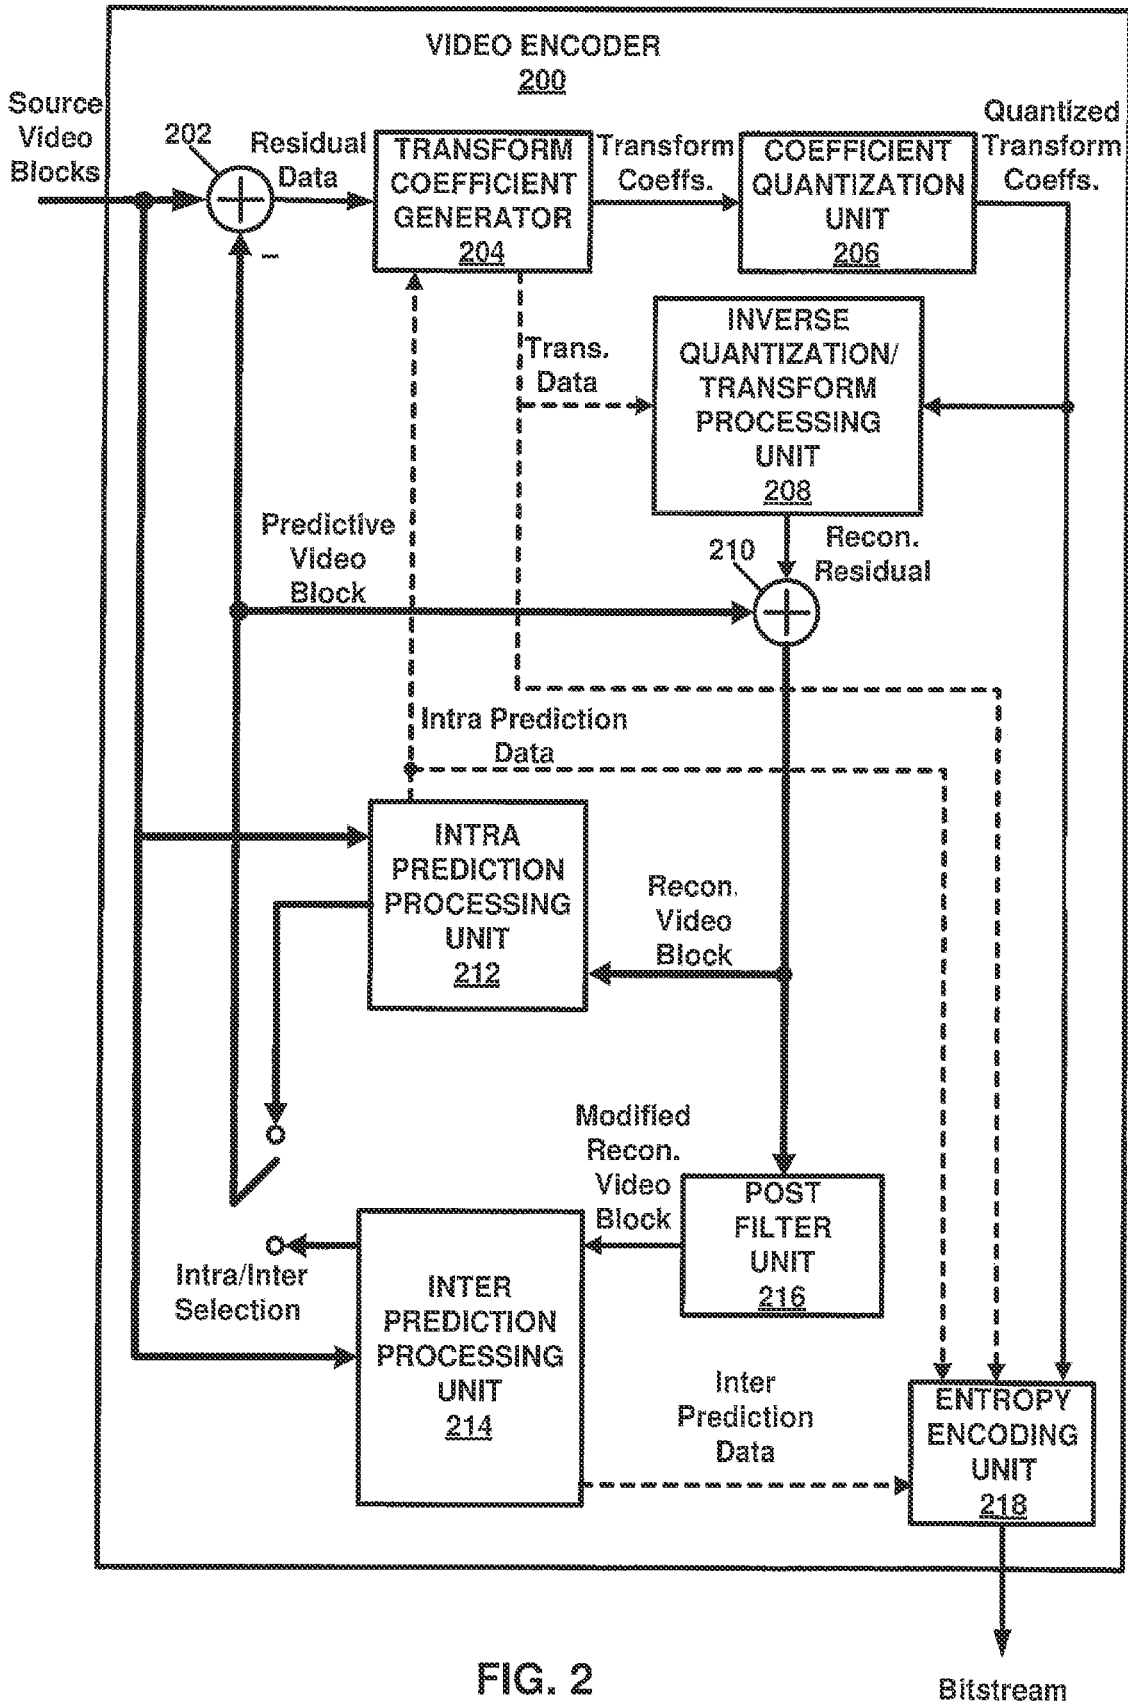 VIDEO ENCODER
200
Source
Video
Blocks
202
Residual
Data
TRANSFORM
COEFFICIENT
GENERATOR
204
Transform
Coeffs.
COEFFICIENT
QUANTIZATION
UNIT
206
Quantized
Transform
Coeffs.
–
Trans.
Data
INVERSE
QUANTIZATION/
TRANSFORM
PROCESSING
UNIT
208
Predictive
Video
Block
210
Recon.
Residual
Intra Prediction
Data
INTRA
PREDICTION
PROCESSING
UNIT
212
Recon.
Video
Block
Modified
Recon.
Video
Block
POST
FILTER
UNIT
216
Intra/Inter
Selection
INTER
PREDICTION
PROCESSING
UNIT
214
Inter
Prediction
Data
ENTROPY
ENCODING
UNIT
218
FIG. 2
Bitstream